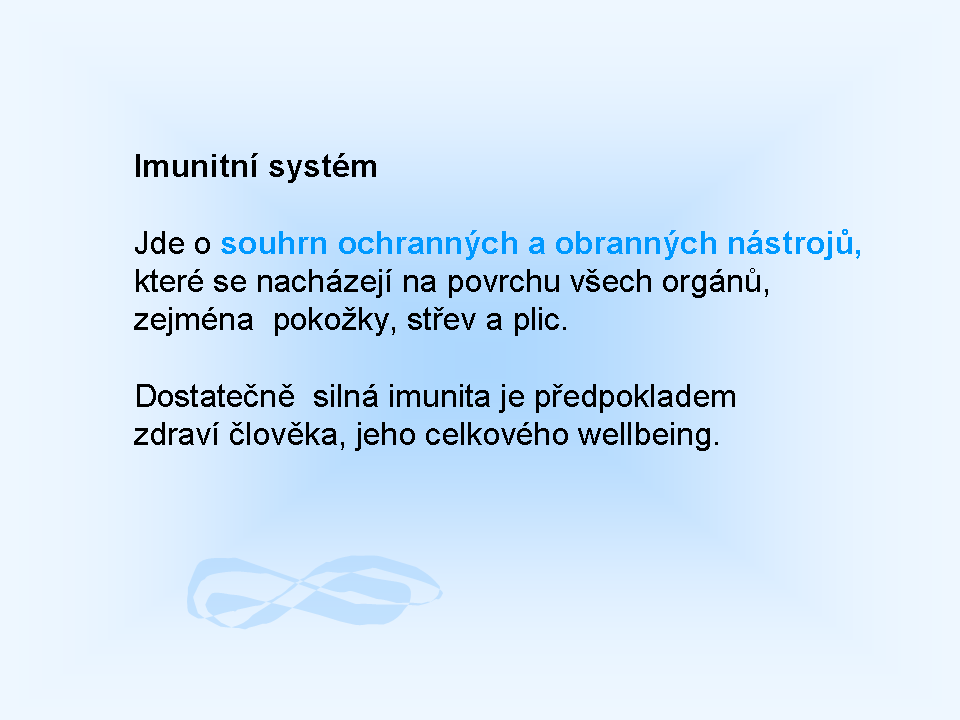 Imunitní systém
Jde o souhrn ochranných a obranných nástrojů,
které se nacházejí na povrchu všech orgánů,
zejména  pokožky, střev a plic.
Dostatečně  silná imunita je předpokladem
zdraví člověka, jeho celkového wellbeing.